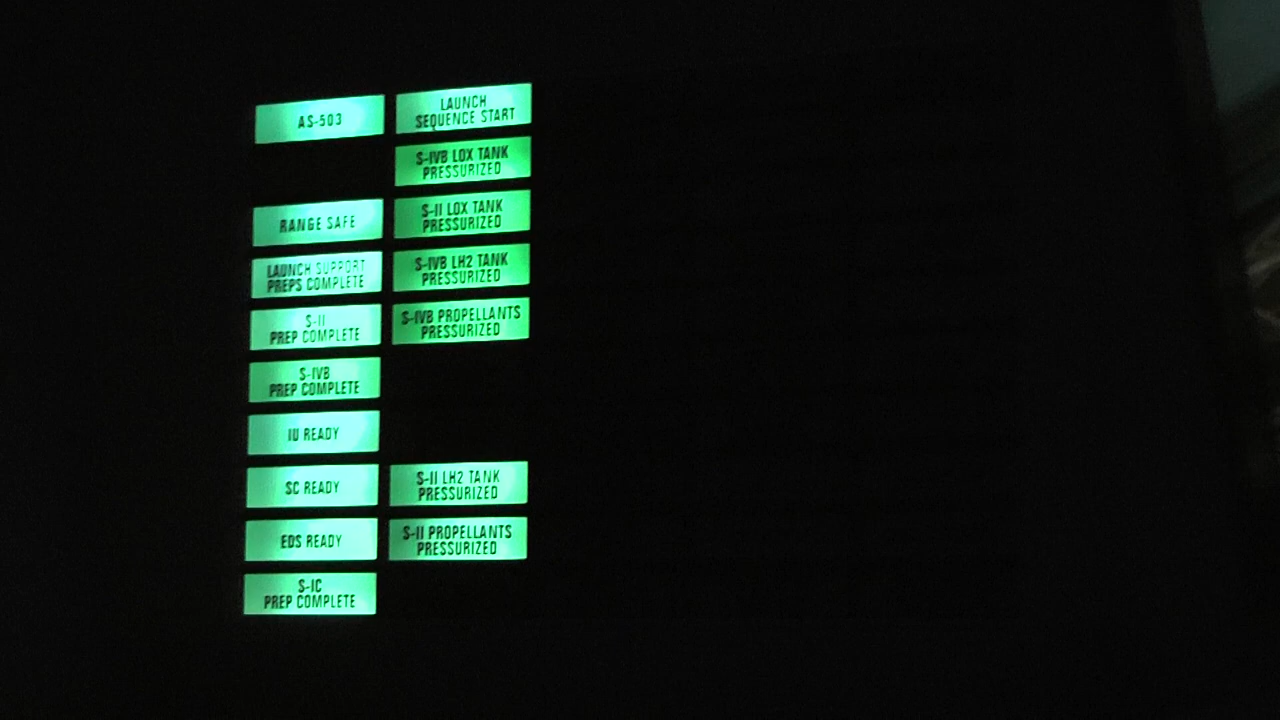 AS-503
RANGE SAFE
LAUNCH SUPPORT
PREPS COMPLETE
S-II
PREP COMPLETE
S-IVB
PREP COMPLETE
IU READY
SC READY
EDS READY
S-IC
PREP COMPLETE
LAUNCH
SEQUENCE START
S-IVB LOX TANK
PRESSURIZED
S-II LOX TANK
PRESSURIZED
S-IVB LH2 TANK
PRESSURIZED
S-IVB PROPELLANTS
PRESSURIZED
S-II LH2 TANK
PRESSURIZED
S-II PROPELLANTS
PRESSURIZED